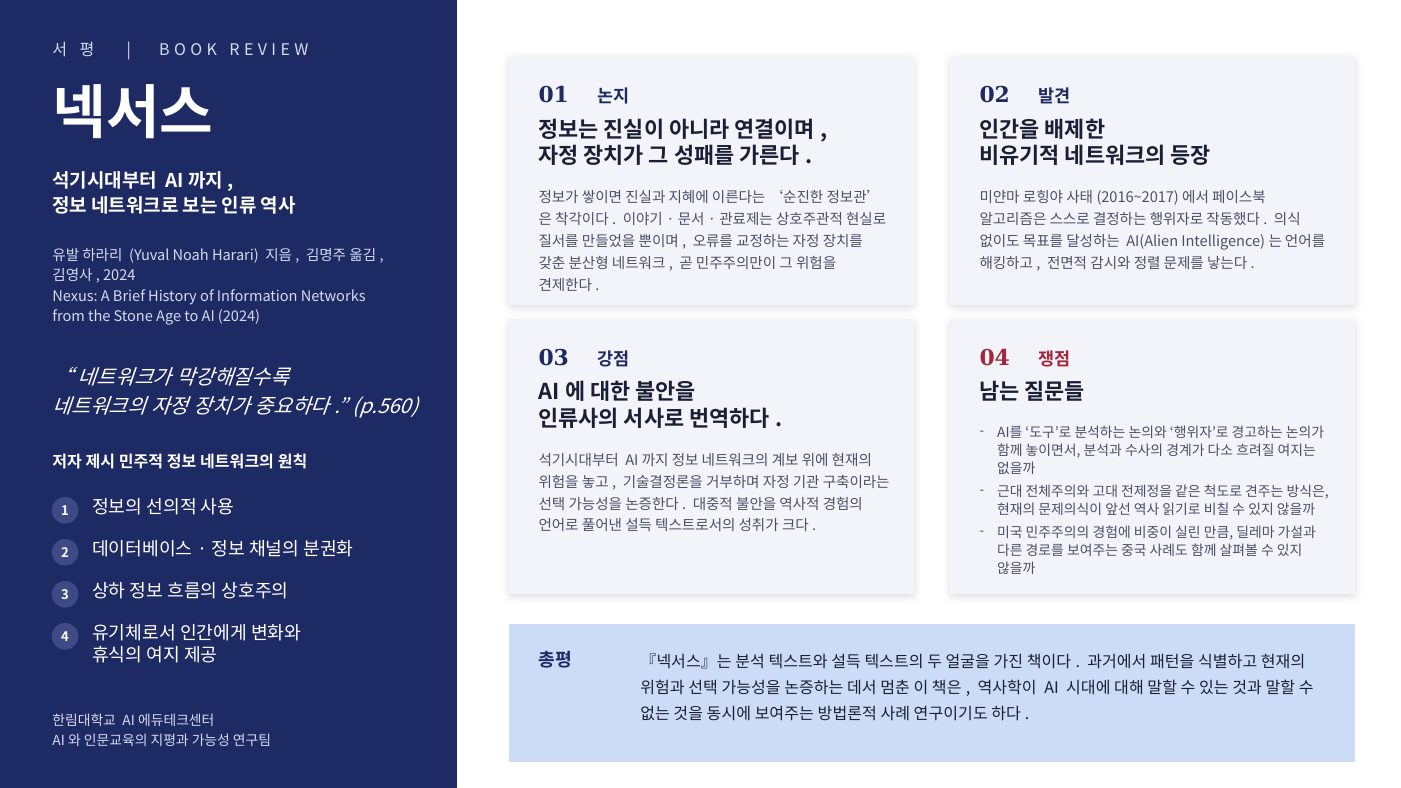 서 평 | BOOK REVIEW
넥서스
석기시대부터 AI 까지 ,
정보 네트워크로 보는 인류 역사
유발 하라리 (Yuval Noah Harari) 지음 , 김명주 옮김 ,
김영사 , 2024
Nexus: A Brief History of Information Networks
from the Stone Age to AI (2024)
“ 네트워크가 막강해질수록
네트워크의 자정 장치가 중요하다 .” (p.560)
저자 제시 민주적 정보 네트워크의 원칙
1 정보의 선의적 사용
2 데이터베이스 · 정보 채널의 분권화
3 상하 정보 흐름의 상호주의
4 유기체로서 인간에게 변화와
휴식의 여지 제공
한림대학교 AI 에듀테크센터
AI 와 인문교육의 지평과 가능성 연구팀
01 논지
정보는 진실이 아니라 연결이며 ,
자정 장치가 그 성패를 가른다 .
정보가 쌓이면 진실과 지혜에 이른다는 ‘순진한 정보관’
은 착각이다 . 이야기 · 문서 · 관료제는 상호주관적 현실로
질서를 만들었을 뿐이며 , 오류를 교정하는 자정 장치를
갖춘 분산형 네트워크 , 곧 민주주의만이 그 위험을
견제한다 .
02 발견
인간을 배제한
비유기적 네트워크의 등장
미얀마 로힝야 사태 (2016~2017) 에서 페이스북
알고리즘은 스스로 결정하는 행위자로 작동했다 . 의식
없이도 목표를 달성하는 AI(Alien Intelligence) 는 언어를
해킹하고 , 전면적 감시와 정렬 문제를 낳는다 .
03 강점
AI 에 대한 불안을
인류사의 서사로 번역하다 .
석기시대부터 AI 까지 정보 네트워크의 계보 위에 현재의
위험을 놓고 , 기술결정론을 거부하며 자정 기관 구축이라는
선택 가능성을 논증한다 . 대중적 불안을 역사적 경험의
언어로 풀어낸 설득 텍스트로서의 성취가 크다 .
04 쟁점
남는 질문들
- AI를 ‘도구’로 분석하는 논의와 ‘행위자’로 경고하는 논의가
함께 놓이면서, 분석과 수사의 경계가 다소 흐려질 여지는
없을까
- 근대 전체주의와 고대 전제정을 같은 척도로 견주는 방식은,
현재의 문제의식이 앞선 역사 읽기로 비칠 수 있지 않을까
- 미국 민주주의의 경험에 비중이 실린 만큼, 딜레마 가설과
다른 경로를 보여주는 중국 사례도 함께 살펴볼 수 있지
않을까
총평
『넥서스』는 분석 텍스트와 설득 텍스트의 두 얼굴을 가진 책이다 . 과거에서 패턴을 식별하고 현재의
위험과 선택 가능성을 논증하는 데서 멈춘 이 책은 , 역사학이 AI 시대에 대해 말할 수 있는 것과 말할 수
없는 것을 동시에 보여주는 방법론적 사례 연구이기도 하다 .